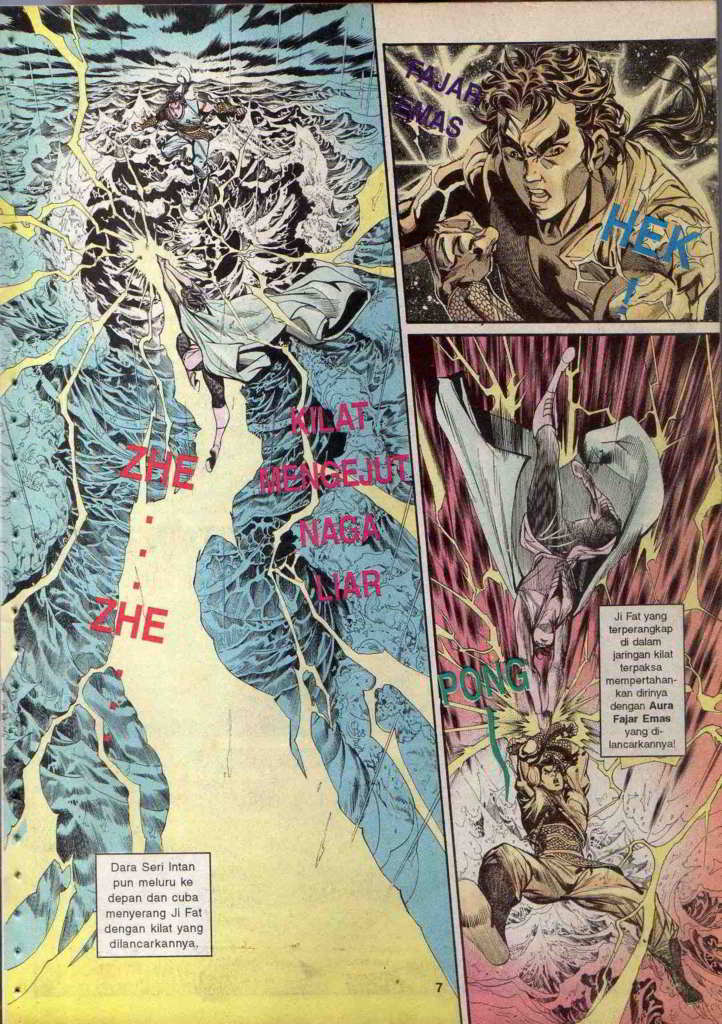 ZHE
.
.
.
ZHE
.
.
.
KILAT
MENGEJUT
NAGA
LIAR
Dara Seri Intan
pun meluru ke
depan dan cuba
menyerang Ji Fat
dengan kilat yang
dilancarkannya.
7
FAJAR
EMAS
HEK
!
PONG
Ji Fat yang
terperangkap
di dalam
jaringan kilat
terpaksa
mempertahan-
kan dirinya
dengan Aura
Fajar Emas
yang di-
lancarkannya!